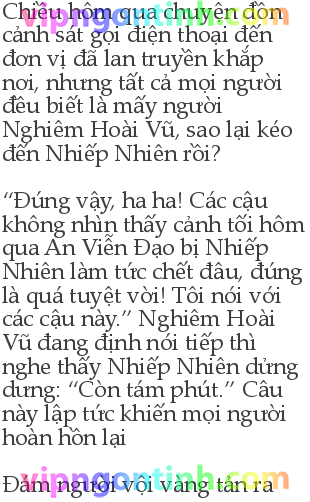 Chiều hôm qua chuyện đồn
cảnh sát gọi điện thoại đến
đơn vị đã lan truyền khắp
nơi, nhưng tất cả mọi người
đều biết là mấy người
Nghiêm Hoài Vũ, sao lại kéo
đến Nhiếp Nhiên rồi?
“Đúng vậy, ha ha! Các cậu
không nhìn thấy cảnh tối hôm
qua An Viễn Đạo bị Nhiếp
Nhiên làm tức chết đâu, đúng
là quá tuyệt vời! Tôi nói với
các cậu này.” Nghiêm Hoài
Vũ đang định nói tiếp thì
nghe thấy Nhiếp Nhiên dửng
dưng: “Còn tám phút.” Câu
này lập tức khiến mọi người
hoàn hồn lại
Đám người vội vàng tản ra
vipngontinh.com
vipngontinh.com